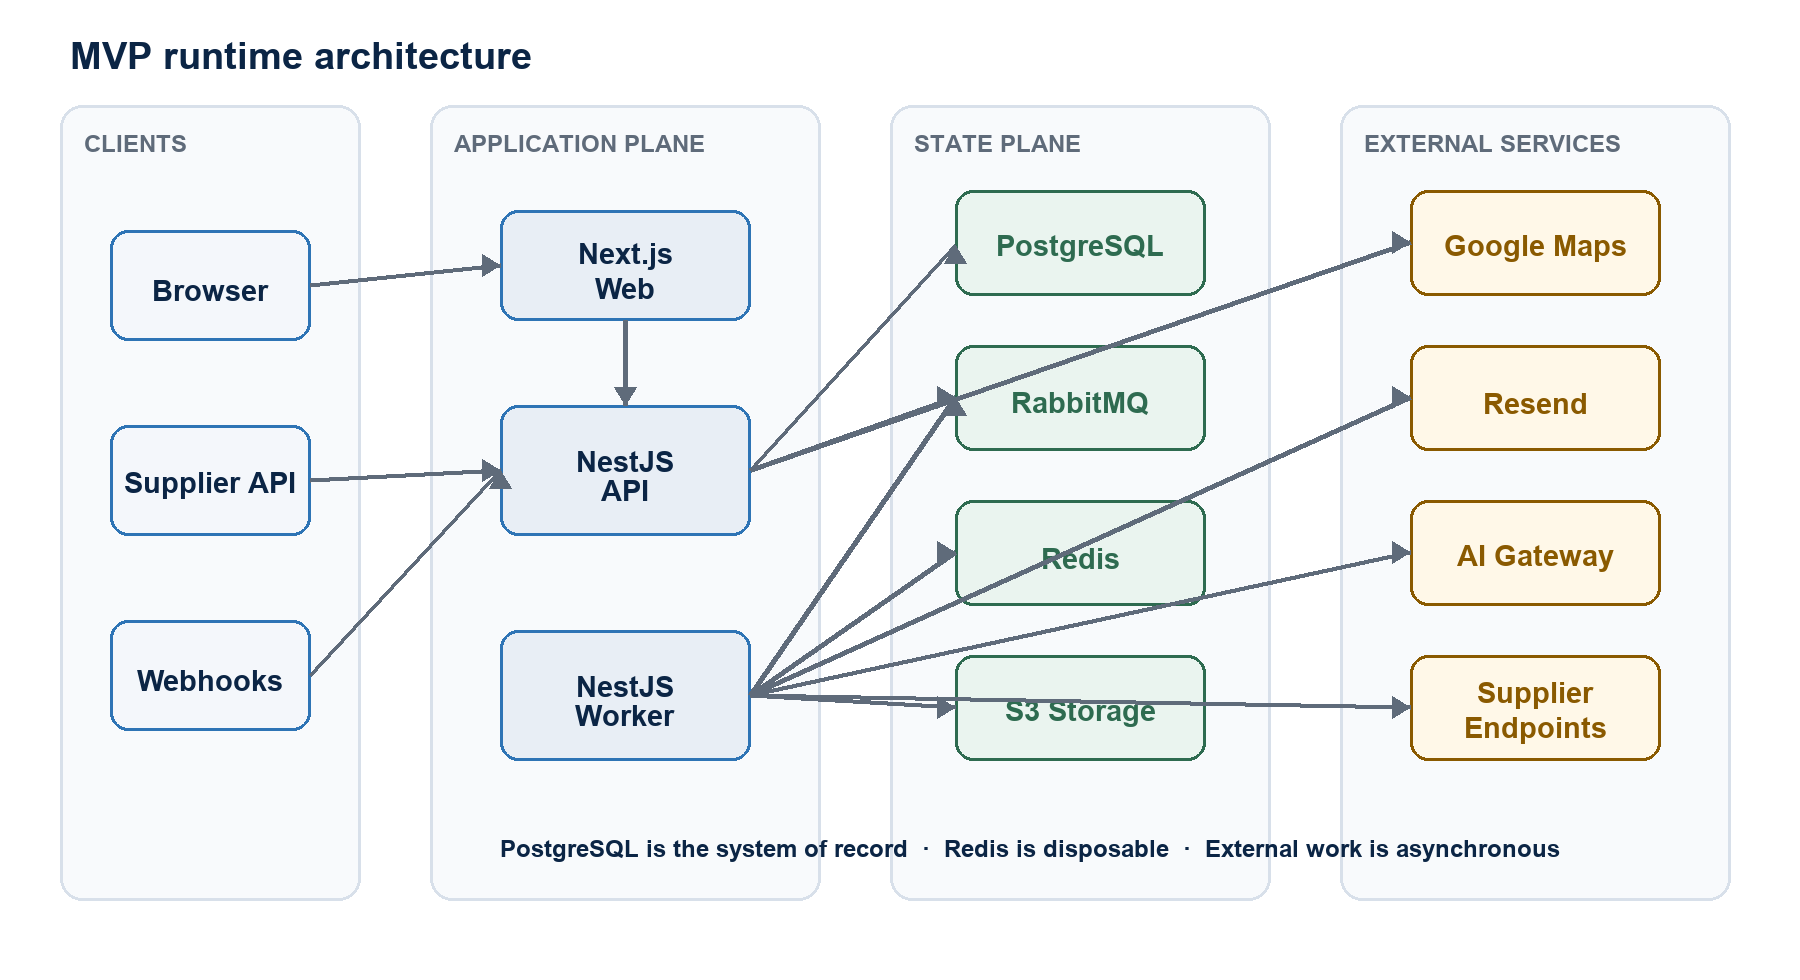 MVP runtime architecture
CLIENTS
Browser
Supplier API
Webhooks
APPLICATION PLANE
Next.js
Web
NestJS
API
NestJS
Worker
STATE PLANE
PostgreSQL
RabbitMQ
Redis
S3 Storage
EXTERNAL SERVICES
Google Maps
Resend
AI Gateway
Supplier
Endpoints
PostgreSQL is the system of record · Redis is disposable · External work is asynchronous